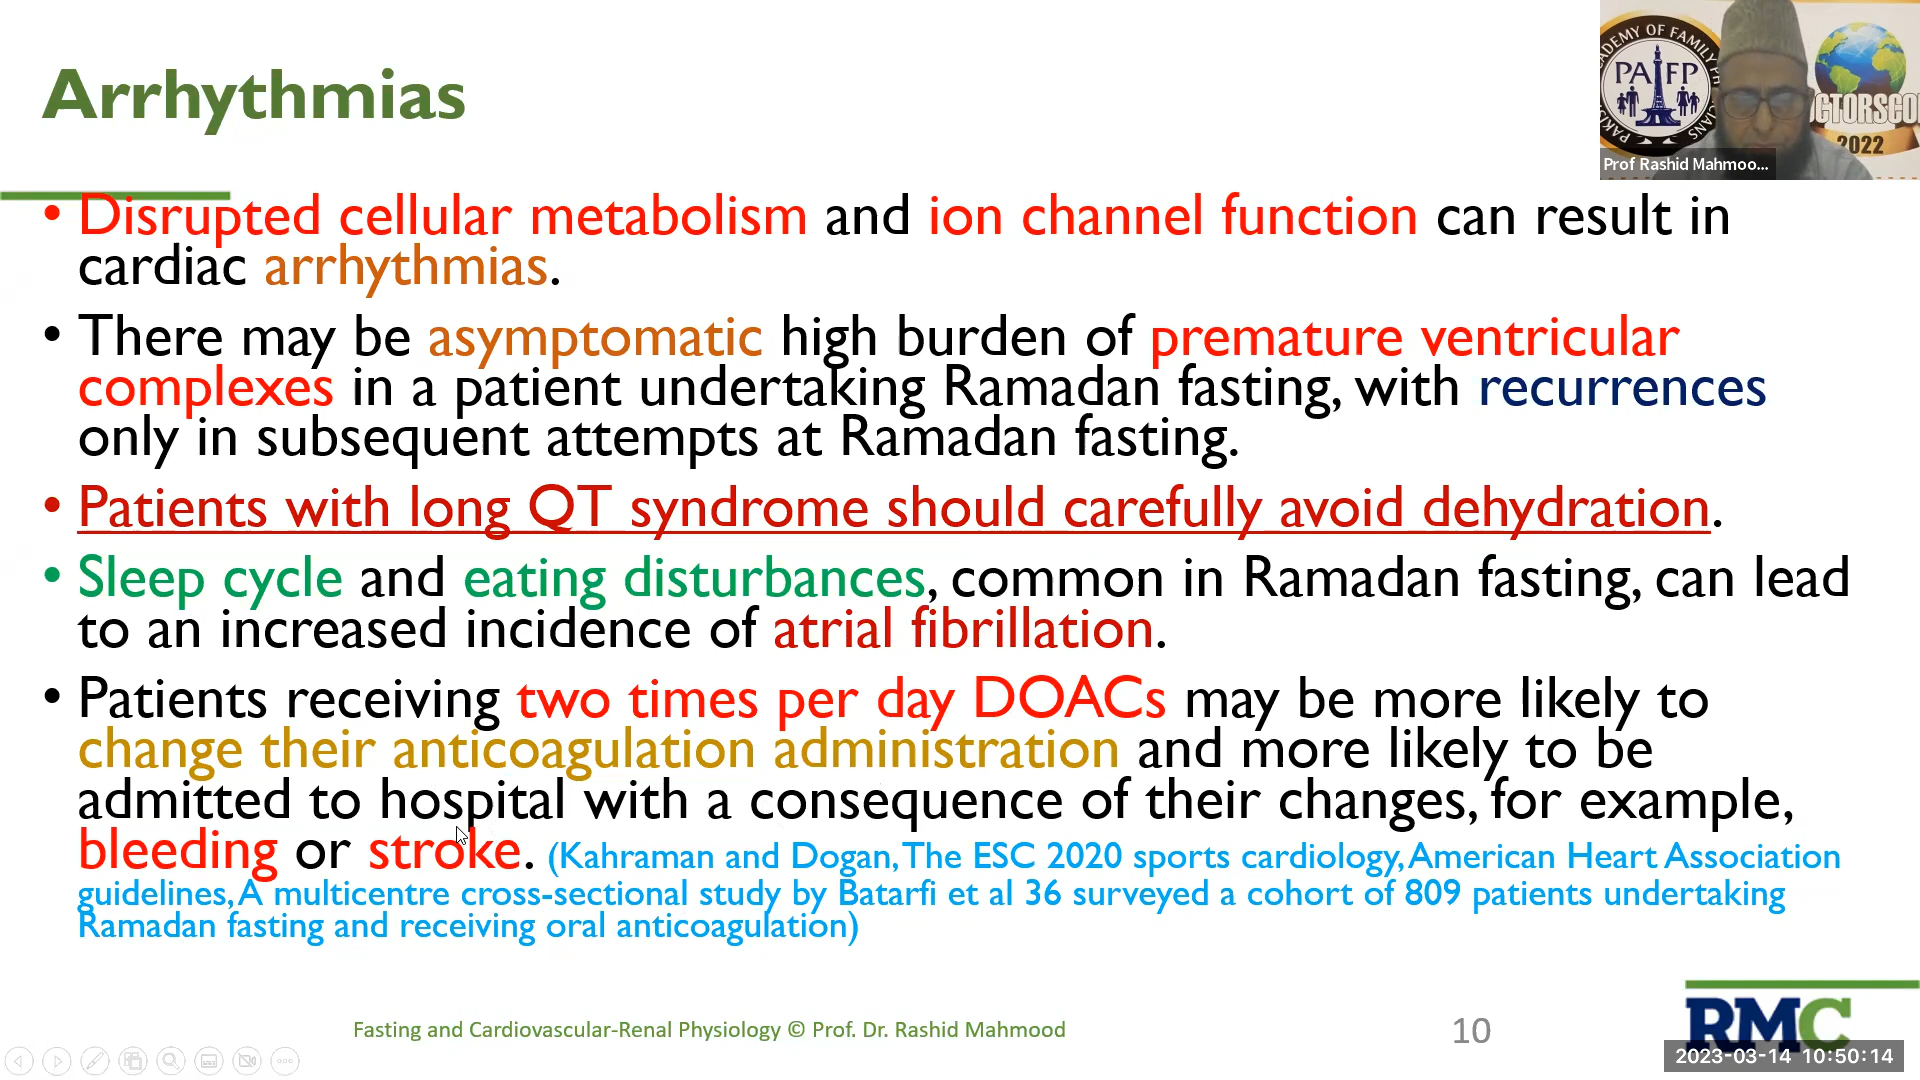 Arrhythmias
• Disrupted cellular metabolism and ion channel function can result in
cardiac arrhythmias.
• There may be asymptomatic high burden of premature ventricular
complexes in a patient undertaking Ramadan fasting, with recurrences
only in subsequent attempts at Ramadan fasting.
• Patients with long QT syndrome should carefully avoid dehydration.
• Sleep cycle and eating disturbances, common in Ramadan fasting, can lead
to an increased incidence of atrial fibrillation.
• Patients receiving two times per day DOACs may be more likely to
change their anticoagulation administration and more likely to be
admitted to hospital with a consequence of their changes, for example,
bleeding or stroke. (Kahraman and Dogan, The ESC 2020 sports cardiology, American Heart Association
guidelines, A multicentre cross-sectional study by Batarfi et al 36 surveyed a cohort of 809 patients undertaking
Ramadan fasting and receiving oral anticoagulation)
PAFP
2022
Prof Rashid Mahmoo...
Fasting and Cardiovascular-Renal Physiology © Prof. Dr. Rashid Mahmood
10
RMC
2023-03-14 10:50:14